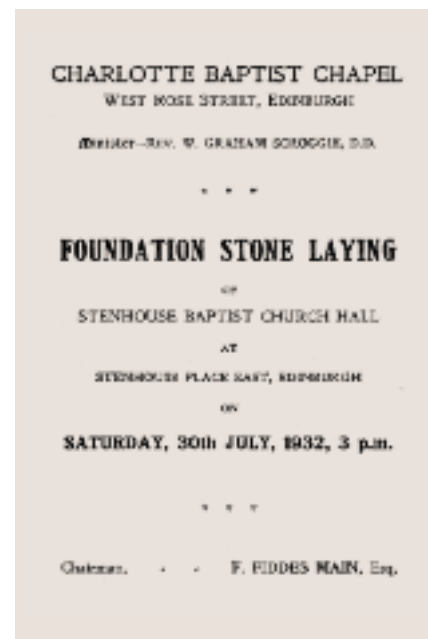 CHARLOTTE BAPTIST CHAPEL
WEST ROSE STREET, EDINBURGH
Minister—REV. W. GRAHAM SCROGGIE, D.D.
FOUNDATION STONE LAYING
OF
STENHOUSE BAPTIST CHURCH HALL
AT
STENHOUSE PLACE EAST, EDINBURGH
ON
SATURDAY, 30th JULY, 1932, 3 p.m.
Chairman, - - F. FIDDES MAIN, Esq.